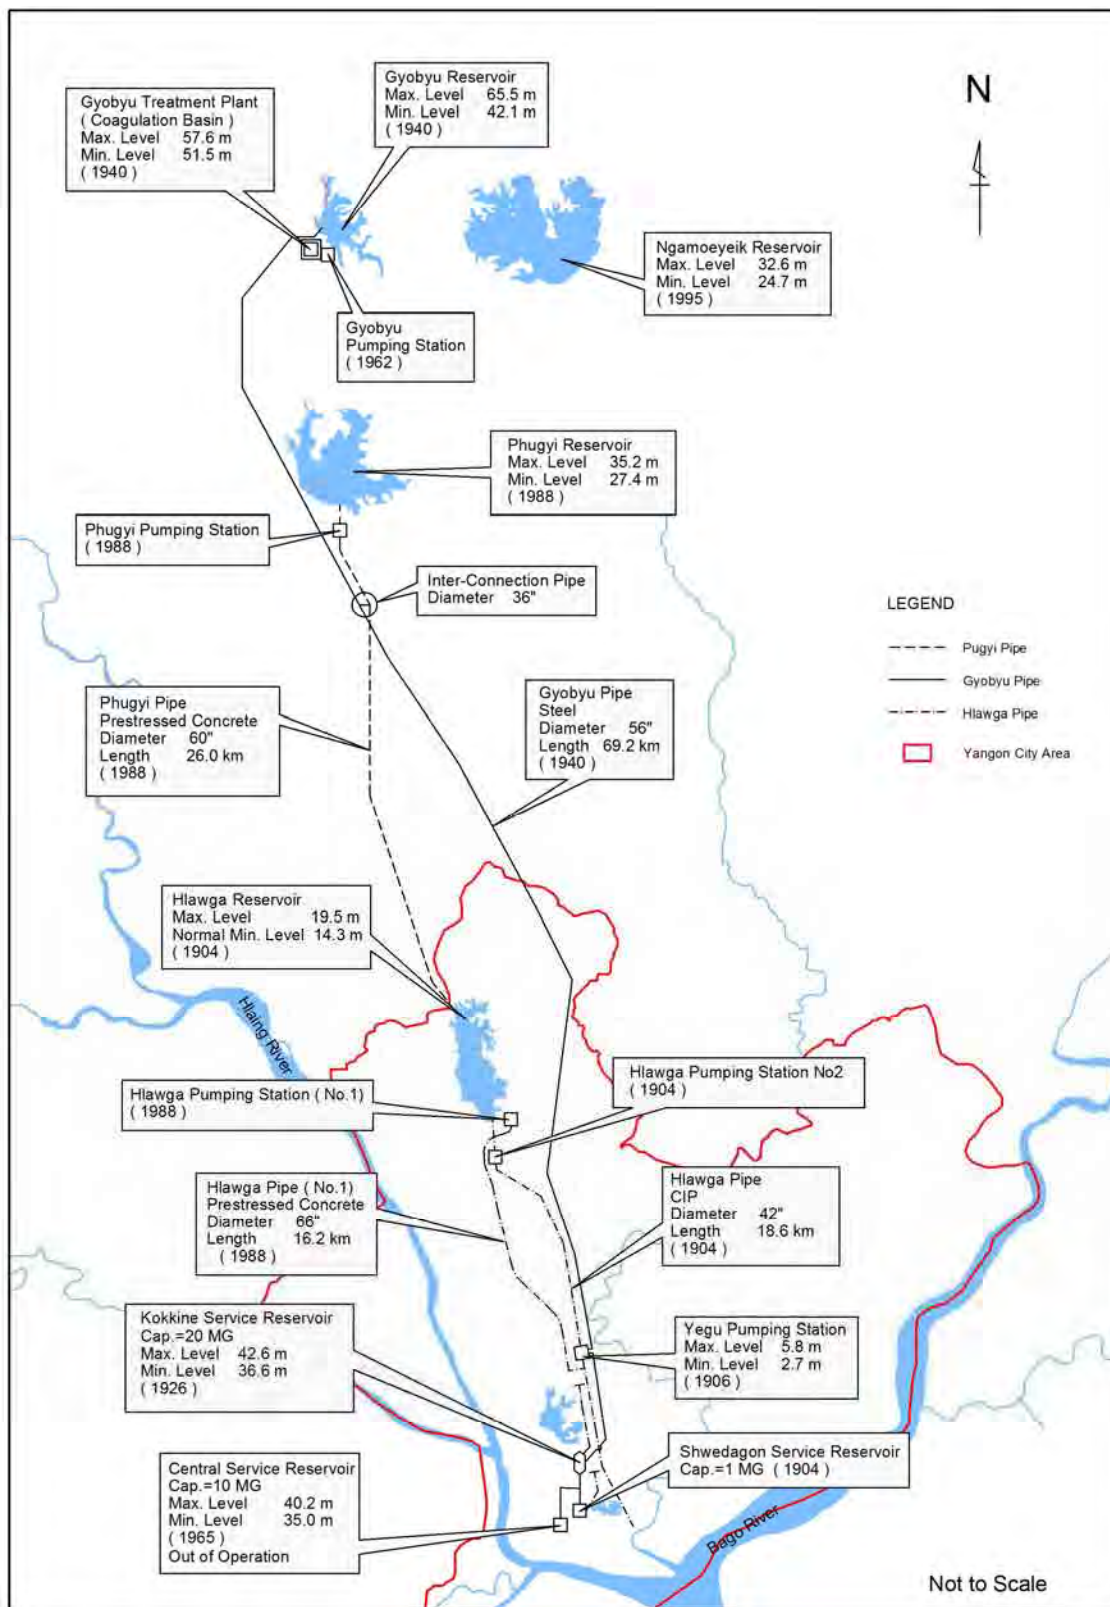 Gyobyu Treatment Plant
( Coagulation Basin )
Max. Level 57.6 m
Min. Level 51.5 m
( 1940 )
Gyobyu Reservoir
Max. Level 65.5 m
Min. Level 42.1 m
( 1940 )
N
Ngamoeyeik Reservoir
Max. Level 32.6 m
Min. Level 24.7 m
( 1995 )
Gyobyu
Pumping Station
( 1962 )
Phugyi Reservoir
Max. Level 35.2 m
Min. Level 27.4 m
( 1988 )
Phugyi Pumping Station
( 1988 )
Inter-Connection Pipe
Diameter 36"
LEGEND
Pugyi Pipe
Gyobyu Pipe
Hlawga Pipe
Yangon City Area
Phugyi Pipe
Prestressed Concrete
Diameter 60"
Length 26.0 km
( 1988 )
Gyobyu Pipe
Steel
Diameter 56"
Length 69.2 km
( 1940 )
Hlawga Reservoir
Max. Level 19.5 m
Normal Min. Level 14.3 m
( 1904 )
Hlaing River
Hlawga Pumping Station No2
( 1904 )
Hlawga Pumping Station ( No.1)
( 1988 )
Hlawga Pipe ( No.1)
Prestressed Concrete
Diameter 66"
Length 16.2 km
( 1988 )
Hlawga Pipe
CIP
Diameter 42"
Length 18.6 km
( 1904 )
Kokkine Service Reservoir
Cap.=20 MG
Max. Level 42.6 m
Min. Level 36.6 m
( 1926 )
Yegu Pumping Station
Max. Level 5.8 m
Min. Level 2.7 m
( 1906 )
Shwedagon Service Reservoir
Cap.=1 MG ( 1904 )
Central Service Reservoir
Cap.=10 MG
Max. Level 40.2 m
Min. Level 35.0 m
( 1965 )
Out of Operation
Bago River
Not to Scale